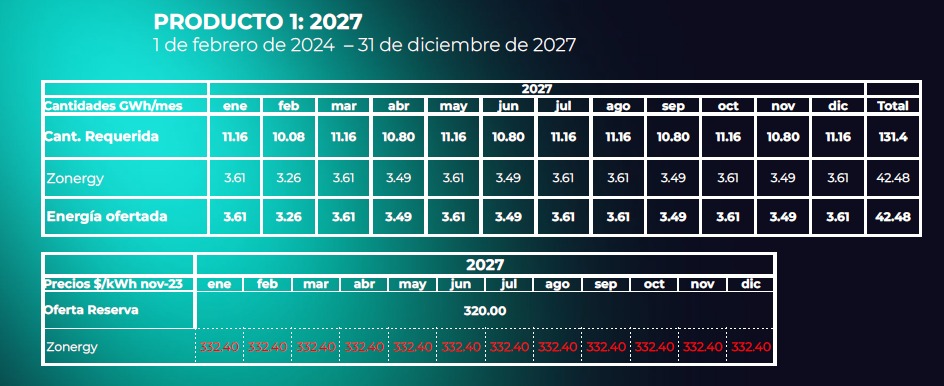 PRODUCTO 1: 2027
1 de febrero de 2024 – 31 de diciembre de 2027
2027
Cantidades GWh/mes ene feb mar abr may jun jul ago sep oct nov dic Total
Cant. Requerida 11.16 10.08 11.16 10.80 11.16 10.80 11.16 11.16 10.80 11.16 10.80 11.16 131.4
Zonergy 3.61 3.26 3.61 3.49 3.61 3.49 3.61 3.61 3.49 3.61 3.49 3.61 42.48
Energía ofertada 3.61 3.26 3.61 3.49 3.61 3.49 3.61 3.61 3.49 3.61 3.49 3.61 42.48
2027
Precios $/kWh nov-23 ene feb mar abr may jun jul ago sep oct nov dic
Oferta Reserva 320.00
Zonergy 332.40 332.40 332.40 332.40 332.40 332.40 332.40 332.40 332.40 332.40 332.40 332.40